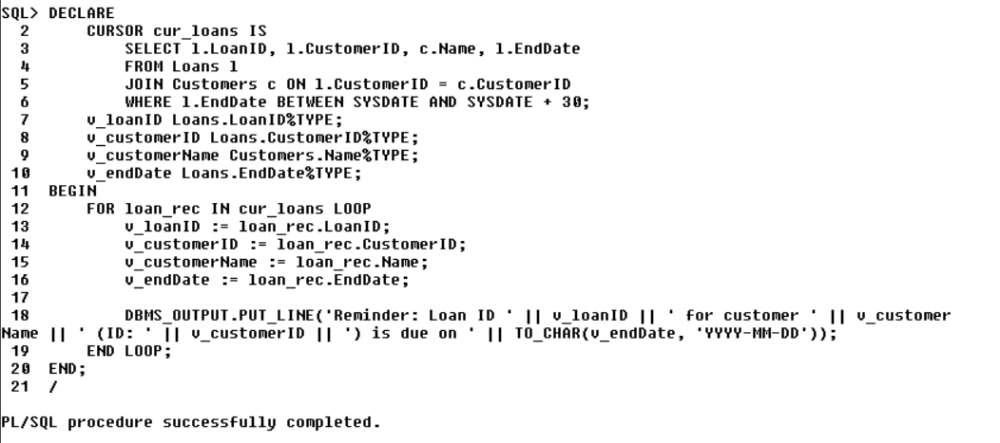 SQL> DECLARE
  2      CURSOR cur_loans IS
  3          SELECT l.LoanID, l.CustomerID, c.Name, l.EndDate
  4          FROM Loans l
  5          JOIN Customers c ON l.CustomerID = c.CustomerID
  6          WHERE l.EndDate BETWEEN SYSDATE AND SYSDATE + 30;
  7      v_loanID Loans.LoanID%TYPE;
  8      v_customerID Loans.CustomerID%TYPE;
  9      v_customerName Customers.Name%TYPE;
 10      v_endDate Loans.EndDate%TYPE;
 11  BEGIN
 12      FOR loan_rec IN cur_loans LOOP
 13          v_loanID := loan_rec.LoanID;
 14          v_customerID := loan_rec.CustomerID;
 15          v_customerName := loan_rec.Name;
 16          v_endDate := loan_rec.EndDate;
 17
 18          DBMS_OUTPUT.PUT_LINE('Reminder: Loan ID ' || v_loanID || ' for customer ' || v_customer
Name || ' (ID: ' || v_customerID || ') is due on ' || TO_CHAR(v_endDate, 'YYYY-MM-DD'));
 19      END LOOP;
 20  END;
 21  /
PL/SQL procedure successfully completed.